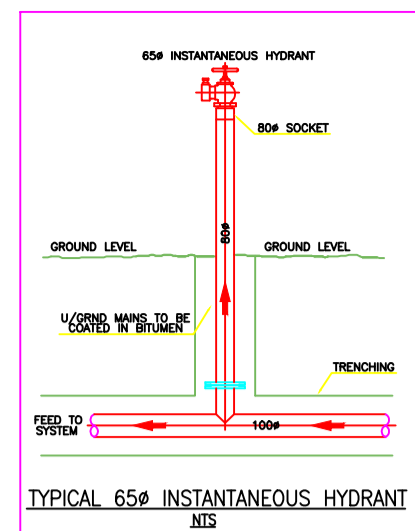 65ø INSTANTANEOUS HYDRANT
80ø SOCKET
80ø
GROUND LEVEL
GROUND LEVEL
U/GRND MAINS TO BE
COATED IN BITUMEN
TRENCHING
FEED TO
SYSTEM
100ø
TYPICAL 65ø INSTANTANEOUS HYDRANT
NTS